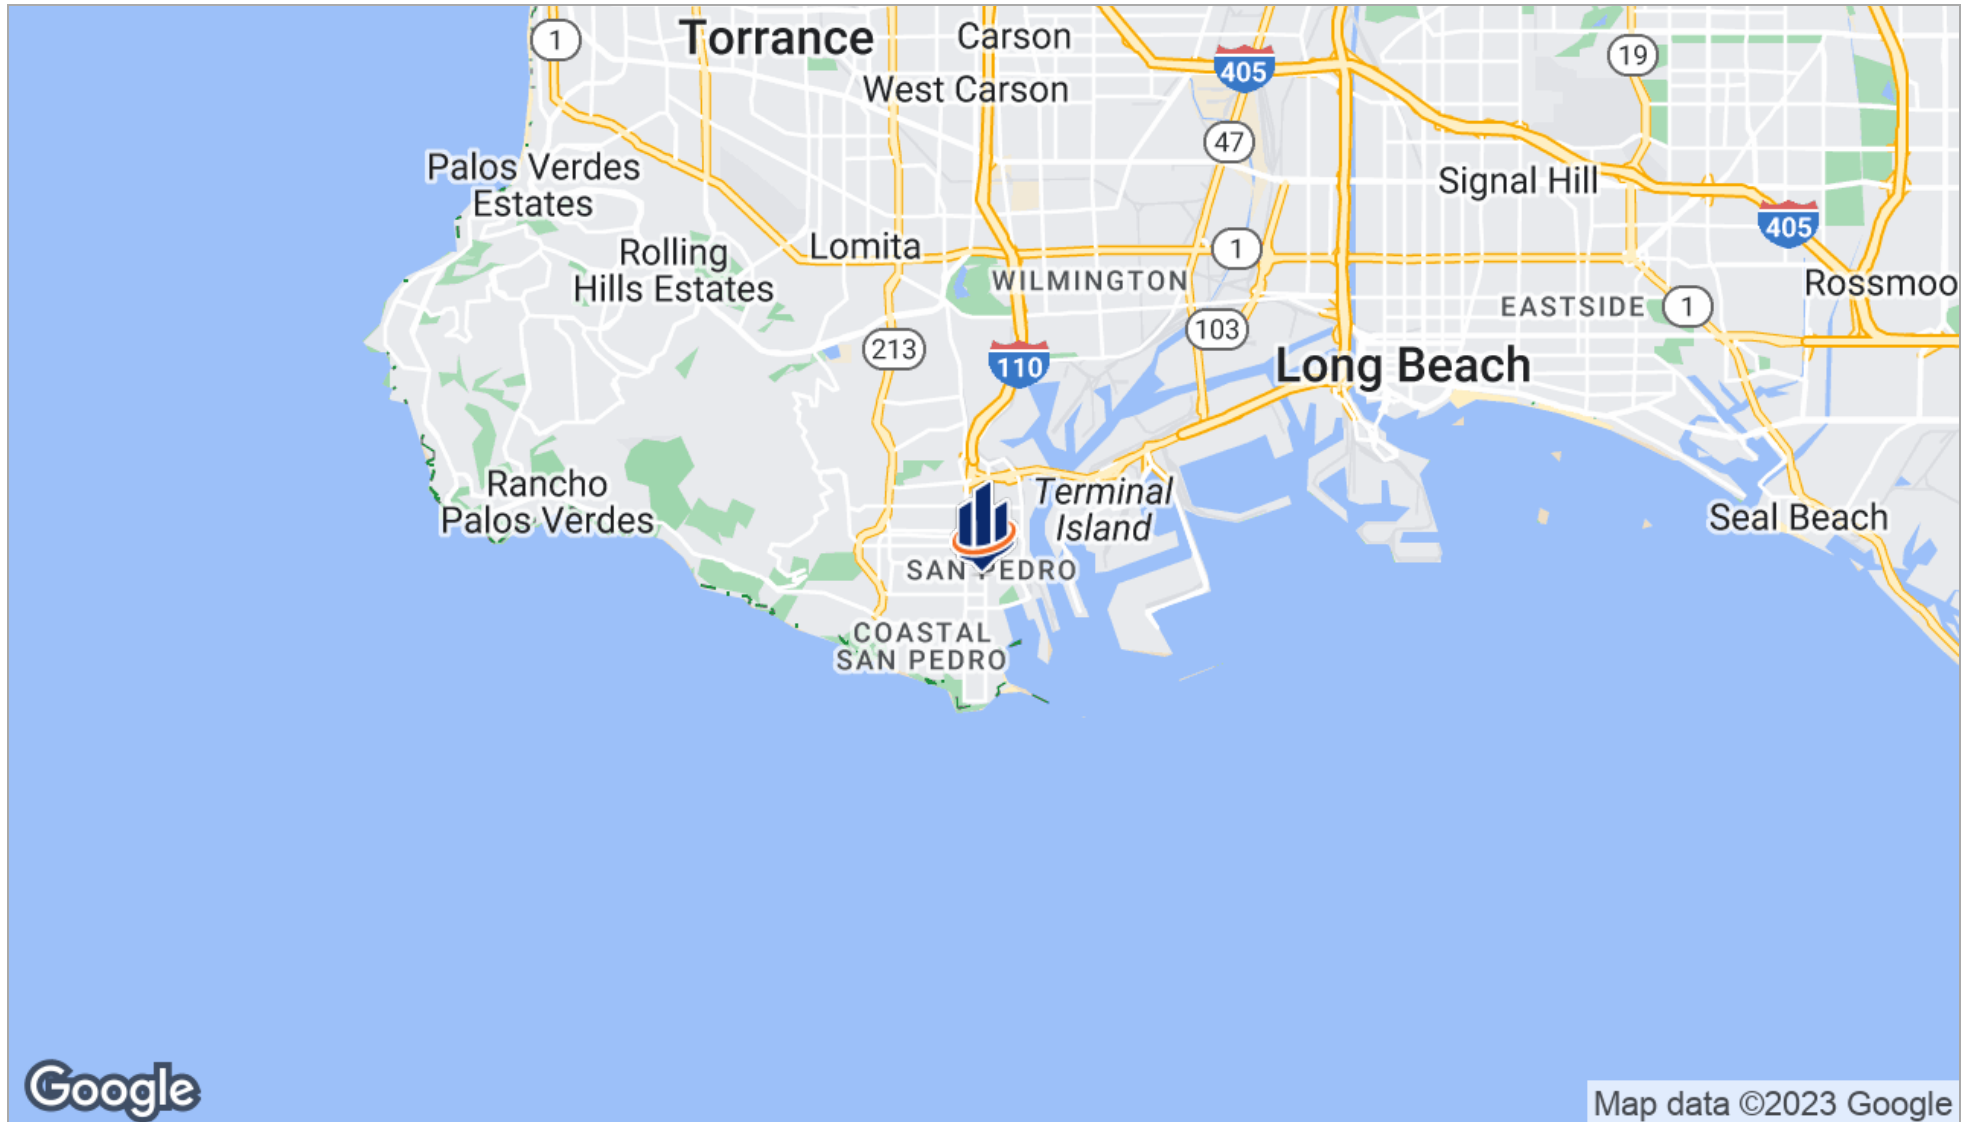 1
Torrance
Carson
405
19
West Carson
47
Palos Verdes
Estates
Signal Hill
405
Rolling
Hills Estates
Lomita
1
WILMINGTON
Rossmoo
EASTSIDE
1
103
213
110
Long Beach
Rancho
Palos Verdes
Terminal
Island
Seal Beach
SAN PEDRO
COASTAL
SAN PEDRO
Google
Map data ©2023 Google